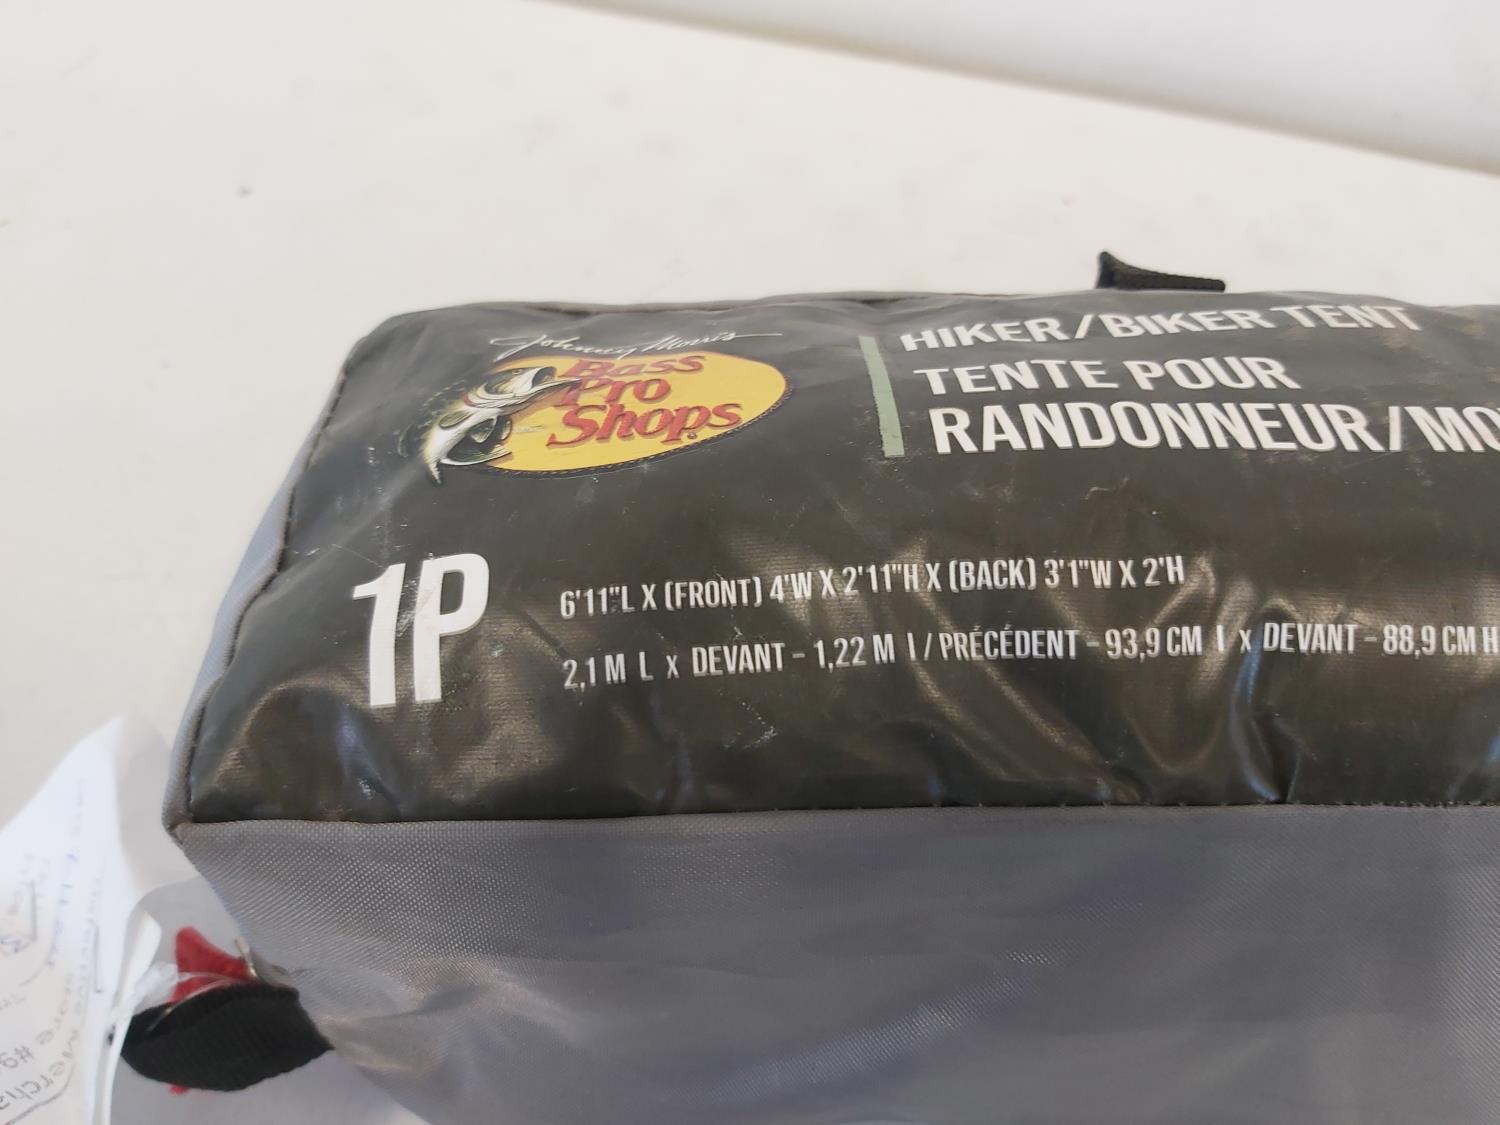 Johnny Morris
Bass
Pro
Shops
HIKER/BIKER TENT
TENTE POUR
RANDONNEUR/MO
1P
6'11"L X (FRONT) 4'W X 2'11"H X (BACK) 3'1"W X 2'H
2,1 M L x DEVANT - 1,22 M l / PRÉCÉDENT - 93,9 CM l x DEVANT - 88,9 CM H